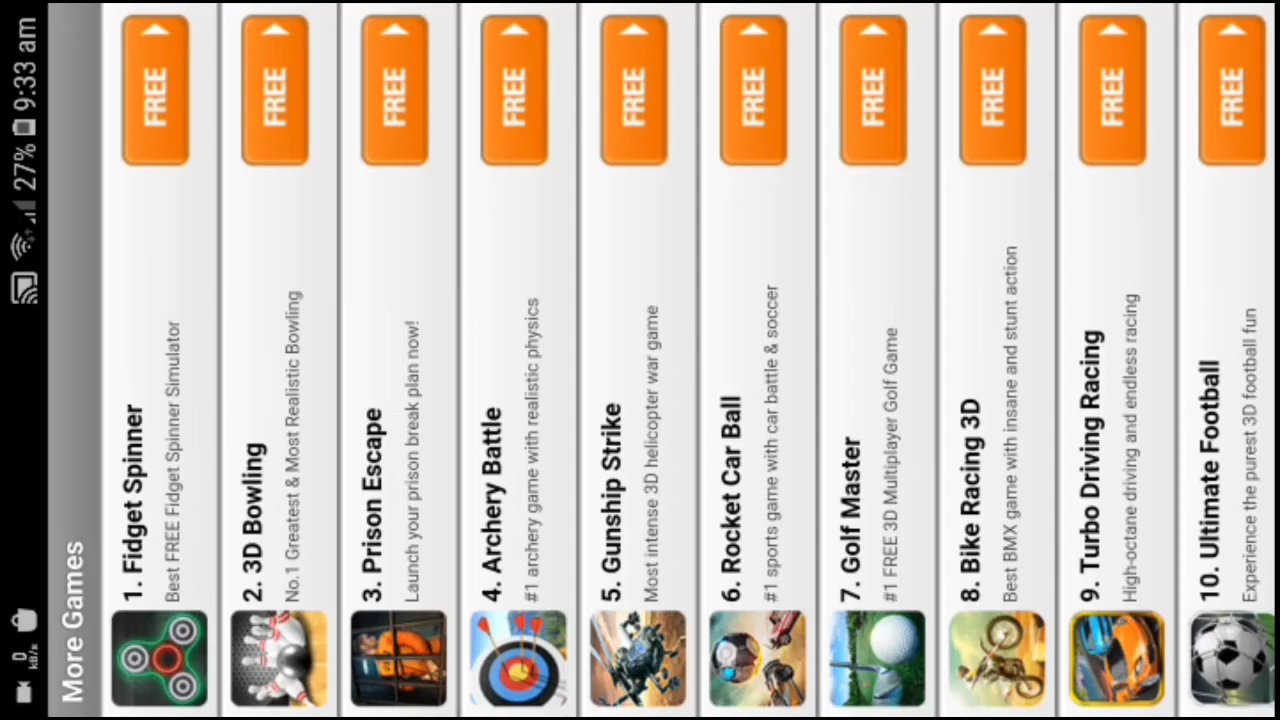 0
kB/s
27% 9:33 am
More Games
1. Fidget Spinner
Best FREE Fidget Spinner Simulator
FREE
2. 3D Bowling
No.1 Greatest & Most Realistic Bowling
FREE
3. Prison Escape
Launch your prison break plan now!
FREE
4. Archery Battle
#1 archery game with realistic physics
FREE
5. Gunship Strike
Most intense 3D helicopter war game
FREE
6. Rocket Car Ball
#1 sports game with car battle & soccer
FREE
7. Golf Master
#1 FREE 3D Multiplayer Golf Game
FREE
8. Bike Racing 3D
Best BMX game with insane and stunt action
FREE
9. Turbo Driving Racing
High-octane driving and endless racing
FREE
10. Ultimate Football
Experience the purest 3D football fun
FREE